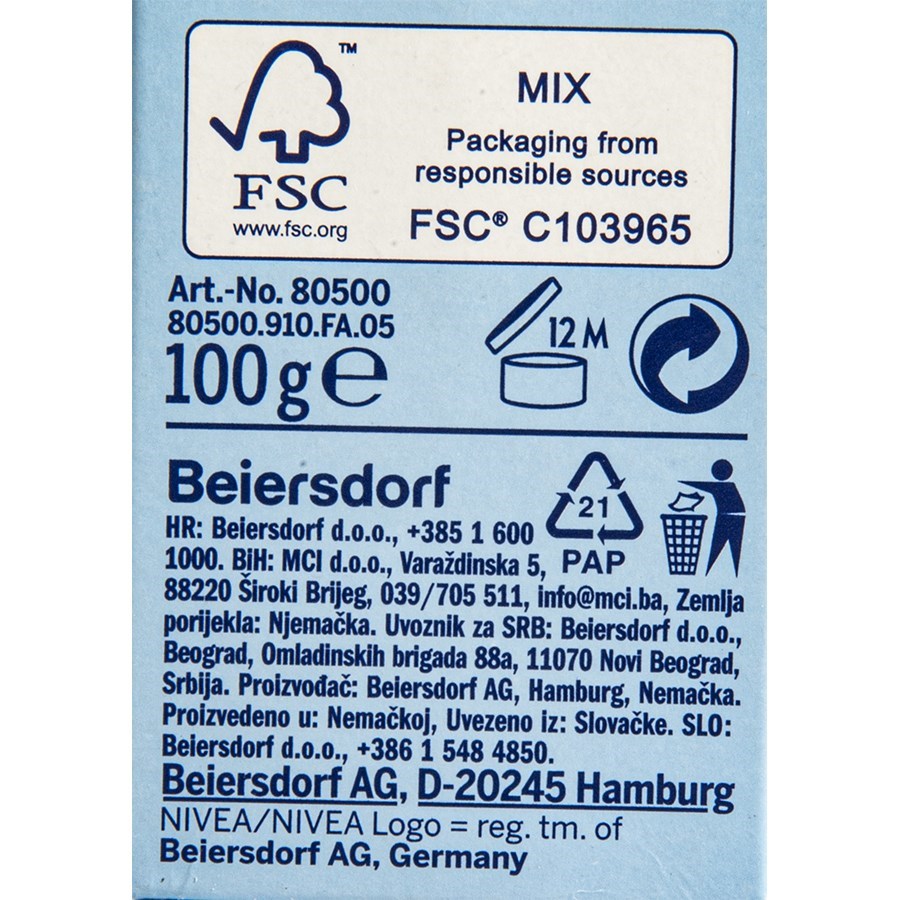 ™
FSC
www.fsc.org
MIX
Packaging from
responsible sources
FSC® C103965
Art.-No. 80500
80500.910.FA.05
100 g ℮
12 M
Beiersdorf
21
PAP
HR: Beiersdorf d.o.o., +385 1 600
1000. BiH: MCI d.o.o., Varaždinska 5,
88220 Široki Brijeg, 039/705 511, info@mci.ba, Zemlja
porijekla: Njemačka. Uvoznik za SRB: Beiersdorf d.o.o.,
Beograd, Omladinskih brigada 88a, 11070 Novi Beograd,
Srbija. Proizvođač: Beiersdorf AG, Hamburg, Nemačka.
Proizvedeno u: Nemačkoj, Uvezeno iz: Slovačke. SLO:
Beiersdorf d.o.o., +386 1 548 4850.
Beiersdorf AG, D-20245 Hamburg
NIVEA/NIVEA Logo = reg. tm. of
Beiersdorf AG, Germany